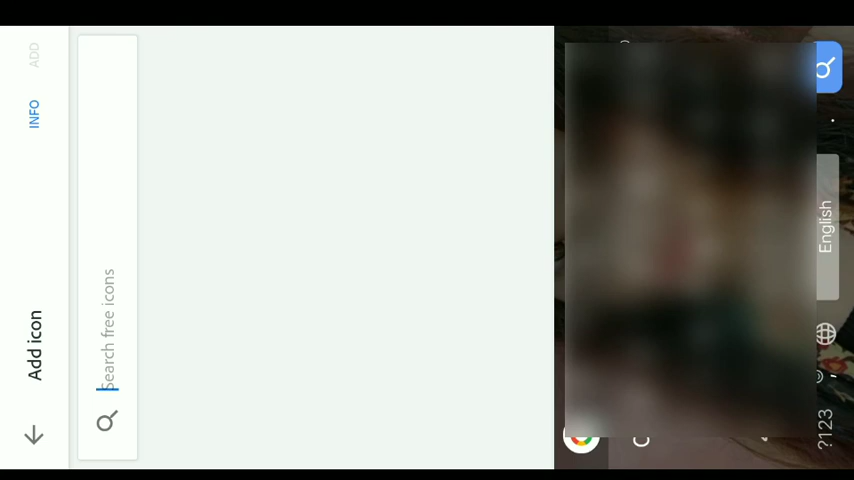 Add icon
INFO
ADD
Search free icons
?123
English